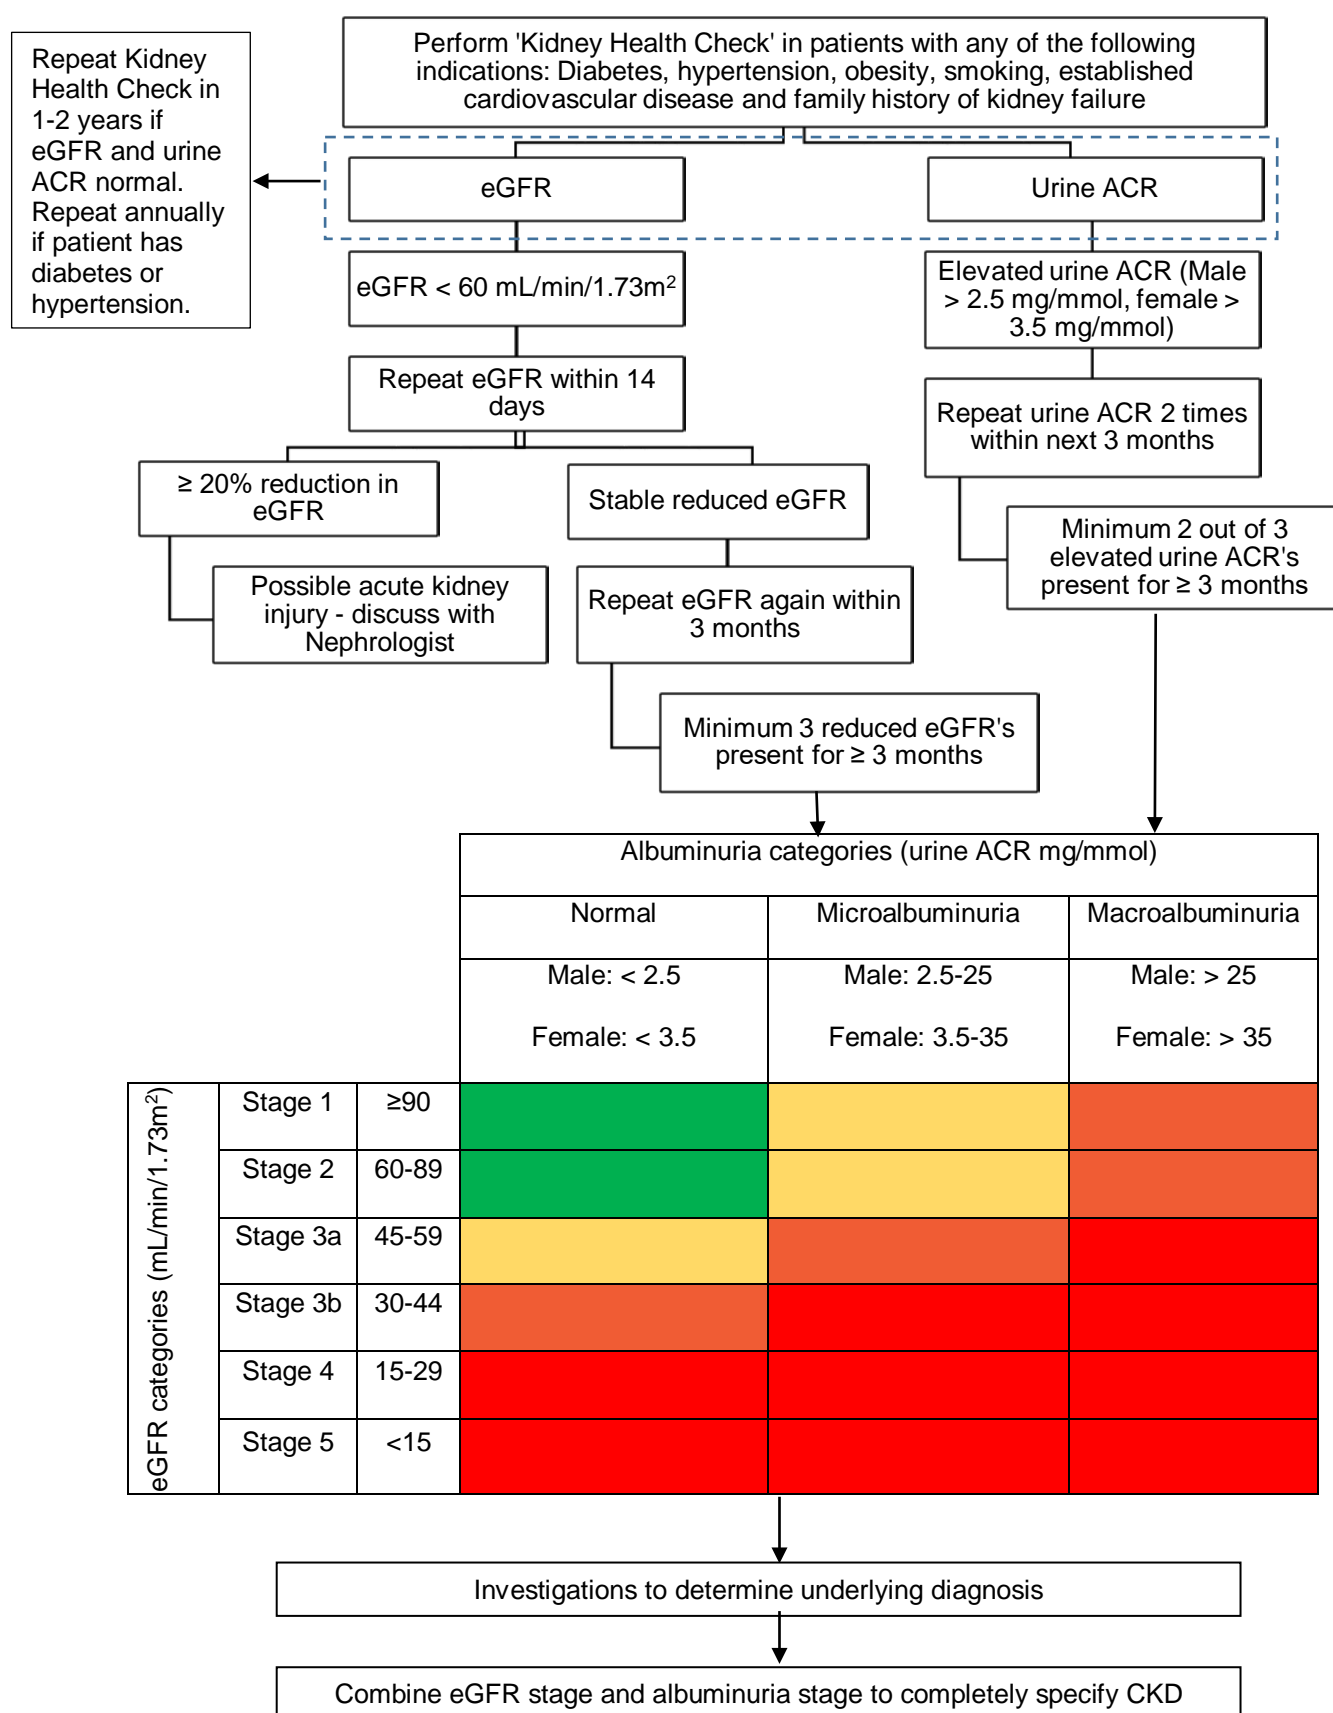 Perform 'Kidney Health Check' in patients with any of the following
indications: Diabetes, hypertension, obesity, smoking, established
cardiovascular disease and family history of kidney failure
Repeat Kidney
Health Check in
1-2 years if
eGFR and urine
ACR normal.
Repeat annually
if patient has
diabetes or
hypertension.
eGFR
Urine ACR
eGFR < 60 mL/min/1.73m²
Elevated urine ACR (Male
> 2.5 mg/mmol, female >
3.5 mg/mmol)
Repeat eGFR within 14
days
Repeat urine ACR 2 times
within next 3 months
≥ 20% reduction in
eGFR
Stable reduced eGFR
Minimum 2 out of 3
elevated urine ACR's
present for ≥ 3 months
Possible acute kidney
injury - discuss with
Nephrologist
Repeat eGFR again within
3 months
Minimum 3 reduced eGFR's
present for ≥ 3 months
Albuminuria categories (urine ACR mg/mmol)
Normal
Microalbuminuria
Macroalbuminuria
Male: < 2.5
Female: < 3.5
Male: 2.5-25
Female: 3.5-35
Male: > 25
Female: > 35
eGFR categories (mL/min/1.73m²)
Stage 1
≥90
Stage 2
60-89
Stage 3a
45-59
Stage 3b
30-44
Stage 4
15-29
Stage 5
<15
Investigations to determine underlying diagnosis
Combine eGFR stage and albuminuria stage to completely specify CKD